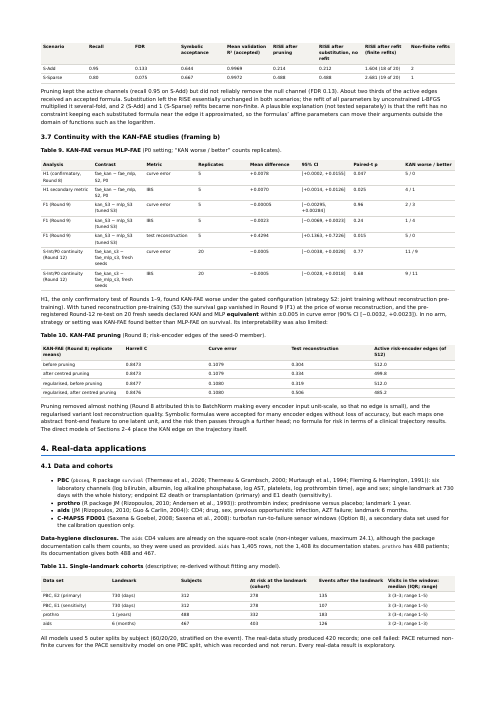 Scenario Recall FDR Symbolic acceptance Mean validation R² (accepted) RISE after pruning RISE after substitution, no refit RISE after refit (finite refits) Non-finite refits
S-Add 0.95 0.133 0.644 0.9969 0.214 0.212 1.604 (18 of 20) 2
S-Sparse 0.80 0.075 0.667 0.9972 0.488 0.488 2.681 (19 of 20) 1
Pruning kept the active channels (recall 0.95 on S-Add) but did not reliably remove the null channel (FDR 0.13). About two thirds of the active edges
received an accepted formula. Substitution left the RISE essentially unchanged in both scenarios; the refit of all parameters by unconstrained L-BFGS
multiplied it several-fold, and 2 (S-Add) and 1 (S-Sparse) refits became non-finite. A plausible explanation (not tested separately) is that the refit has no
constraint keeping each substituted formula near the edge it replaced, so the formulas' affine parameters can move their arguments outside the
domain of functions such as the logarithm.
3.7 Continuity with the KAN-FAE studies (framing b)
Table 9. KAN-FAE versus MLP-FAE (P0 setting; "KAN worse / better" counts replicates).
Analysis Contrast Metric Replicates Mean difference 95% CI Paired-t p KAN worse / better
H1 (confirmatory, Round 8) fae_kan − fae_mlp, S2, P0 curve error 5 +0.0078 [+0.0002, +0.0155] 0.047 5 / 0
H1 secondary metric fae_kan − fae_mlp, S2, P0 IBS 5 +0.0070 [+0.0014, +0.0126] 0.025 4 / 1
F1 (Round 9) kan_S3 − mlp_S3 (tuned S3) curve error 5 −0.00005 [−0.00295, +0.00284] 0.96 2 / 3
F1 (Round 9) kan_S3 − mlp_S3 (tuned S3) IBS 5 −0.0023 [−0.0069, +0.0023] 0.24 1 / 4
F1 (Round 9) kan_S3 − mlp_S3 (tuned S3) test reconstruction 5 +0.4294 [+0.1363, +0.7226] 0.015 5 / 0
S-int/P0 continuity (Round 12) fae_kan_s3 − fae_mlp_s3, fresh seeds curve error 20 −0.0005 [−0.0038, +0.0028] 0.77 11 / 9
S-int/P0 continuity (Round 12) fae_kan_s3 − fae_mlp_s3, fresh seeds IBS 20 −0.0005 [−0.0028, +0.0018] 0.68 9 / 11
H1, the only confirmatory test of Rounds 1–9, found KAN-FAE worse under the gated configuration (strategy S2: joint training without reconstruction pre-
training). With tuned reconstruction pre-training (S3) the survival gap vanished in Round 9 (F1) at the price of worse reconstruction, and the pre-
registered Round-12 re-test on 20 fresh seeds declared KAN and MLP equivalent within ±0.005 in curve error (90% CI [−0.0032, +0.0023]). In no arm,
strategy or setting was KAN-FAE found better than MLP-FAE on survival. Its interpretability was also limited:
Table 10. KAN-FAE pruning (Round 8; risk-encoder edges of the seed-0 member).
KAN-FAE (Round 8; replicate means) Harrell C Curve error Test reconstruction Active risk-encoder edges (of 512)
before pruning 0.8473 0.1079 0.304 512.0
after centred pruning 0.8473 0.1079 0.334 499.8
regularised, before pruning 0.8477 0.1080 0.319 512.0
regularised, after centred pruning 0.8476 0.1080 0.506 485.2
Pruning removed almost nothing (Round 8 attributed this to BatchNorm making every encoder input unit-scale, so that no edge is small), and the
regularised variant lost reconstruction quality. Symbolic formulas were accepted for many encoder edges without loss of accuracy, but each maps one
abstract front-end feature to one latent unit, and the risk then passes through a further head; no formula for risk in terms of a clinical trajectory results.
The direct models of Sections 2–4 place the KAN edge on the trajectory itself.
4. Real-data applications
4.1 Data and cohorts
• PBC (pbcseq, R package survival (Therneau et al., 2026; Therneau & Grambsch, 2000; Murtaugh et al., 1994; Fleming & Harrington, 1991)): six
laboratory channels (log bilirubin, albumin, log alkaline phosphatase, log AST, platelets, log prothrombin time), age and sex; single landmark at 730
days with the whole history; endpoint E2 death or transplantation (primary) and E1 death (sensitivity).
• prothro (R package JM (Rizopoulos, 2010; Andersen et al., 1993)): prothrombin index; prednisone versus placebo; landmark 1 year.
• aids (JM (Rizopoulos, 2010; Guo & Carlin, 2004)): CD4; drug, sex, previous opportunistic infection, AZT failure; landmark 6 months.
• C-MAPSS FD001 (Saxena & Goebel, 2008; Saxena et al., 2008): turbofan run-to-failure sensor windows (Option B), a secondary data set used for
the calibration question only.
Data-hygiene disclosures. The aids CD4 values are already on the square-root scale (non-integer values, maximum 24.1), although the package
documentation calls them counts, so they were used as provided. aids has 1,405 rows, not the 1,408 its documentation states. prothro has 488 patients;
its documentation gives both 488 and 467.
Table 11. Single-landmark cohorts (descriptive; re-derived without fitting any model).
Data set Landmark Subjects At risk at the landmark (cohort) Events after the landmark Visits in the window: median (IQR; range)
PBC, E2 (primary) 730 (days) 312 278 135 3 (3–3; range 1–5)
PBC, E1 (sensitivity) 730 (days) 312 278 107 3 (3–3; range 1–5)
prothro 1 (years) 488 332 183 3 (3–4; range 1–5)
aids 6 (months) 467 403 126 3 (2–3; range 1–3)
All models used 5 outer splits by subject (60/20/20, stratified on the event). The real-data study produced 420 records; one cell failed: PACE returned non-
finite curves for the PACE sensitivity model on one PBC split, which was recorded and not rerun. Every real-data result is exploratory.